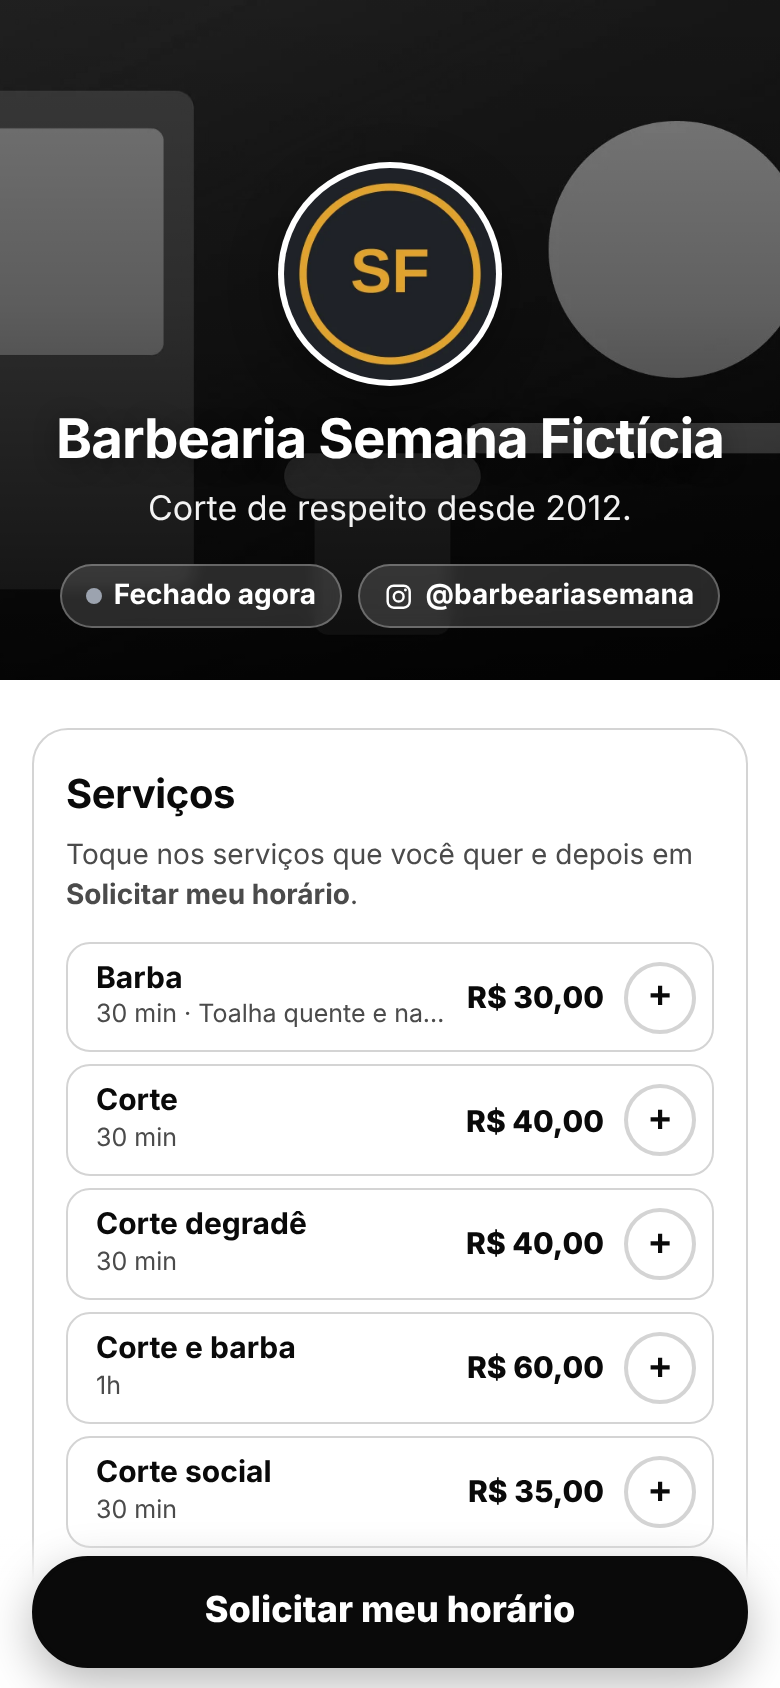 SF
Barbearia Semana Fictícia
Corte de respeito desde 2012.
Fechado agora
@barbeariasemana
Serviços
Toque nos serviços que você quer e depois em
Solicitar meu horário.
Barba
30 min · Toalha quente e na...
R$ 30,00
+
Corte
30 min
R$ 40,00
+
Corte degradê
30 min
R$ 40,00
+
Corte e barba
1h
R$ 60,00
+
Corte social
30 min
R$ 35,00
+
Solicitar meu horário